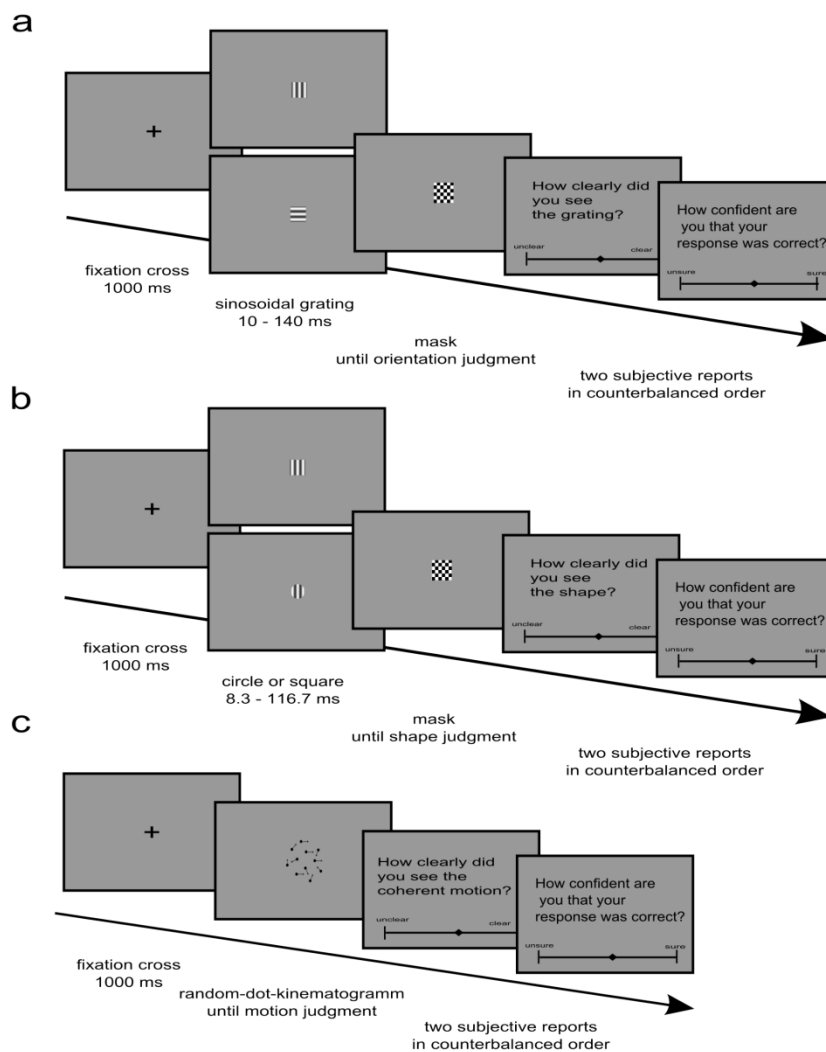 a
How clearly did
you see
the grating?
unclear
clear
How confident are
you that your
response was correct?
unsure
sure
fixation cross
1000 ms
sinosoidal grating
10 - 140 ms
mask
until orientation judgment
two subjective reports
in counterbalanced order
b
How clearly did
you see
the shape?
unclear
clear
How confident are
you that your
response was correct?
unsure
sure
fixation cross
1000 ms
circle or square
8.3 - 116.7 ms
mask
until shape judgment
two subjective reports
in counterbalanced order
c
How clearly did
you see the
coherent motion?
unclear
clear
How confident are
you that your
response was correct?
unsure
sure
fixation cross
1000 ms
random-dot-kinematogramm
until motion judgment
two subjective reports
in counterbalanced order